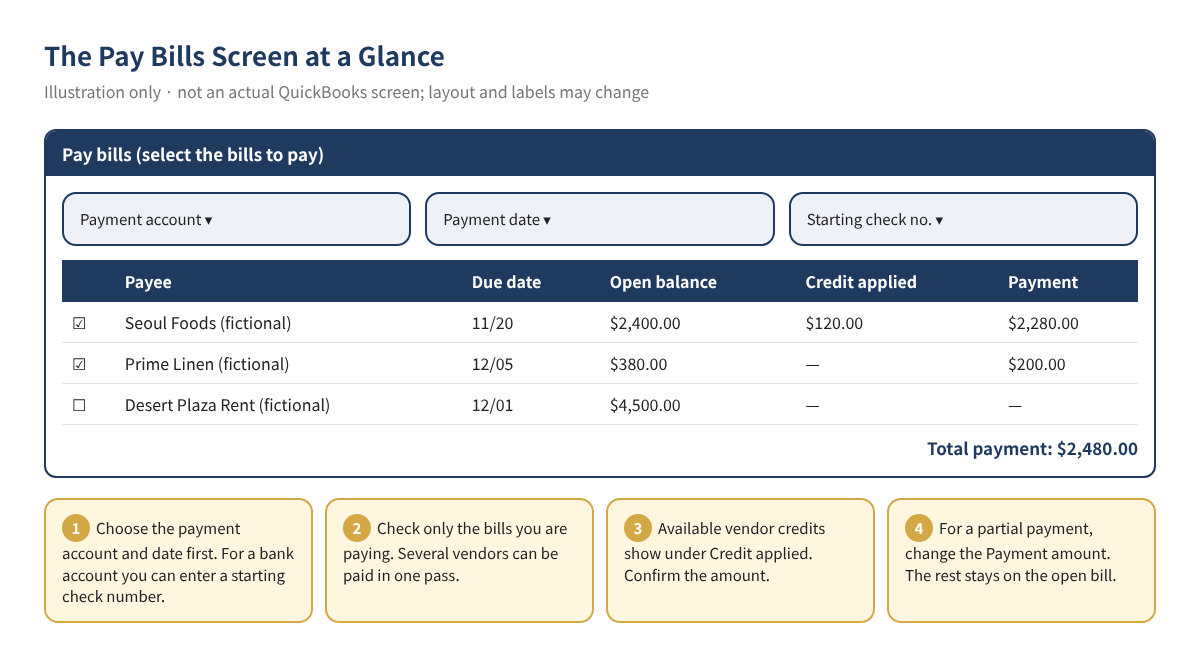 The Pay Bills Screen at a Glance
Illustration only · not an actual QuickBooks screen; layout and labels may change
Pay bills (select the bills to pay)
Payment account ▾ Payment date ▾ Starting check no. ▾
Payee Due date Open balance Credit applied Payment
☑ Seoul Foods (fictional) 11/20 $2,400.00 $120.00 $2,280.00
☑ Prime Linen (fictional) 12/05 $380.00 — $200.00
☐ Desert Plaza Rent (fictional) 12/01 $4,500.00 — —
Total payment: $2,480.00
1 Choose the payment
account and date first. For a bank
account you can enter a starting
check number.
2 Check only the bills you are
paying. Several vendors can be
paid in one pass.
3 Available vendor credits
show under Credit applied.
Confirm the amount.
4 For a partial payment,
change the Payment amount.
The rest stays on the open bill.